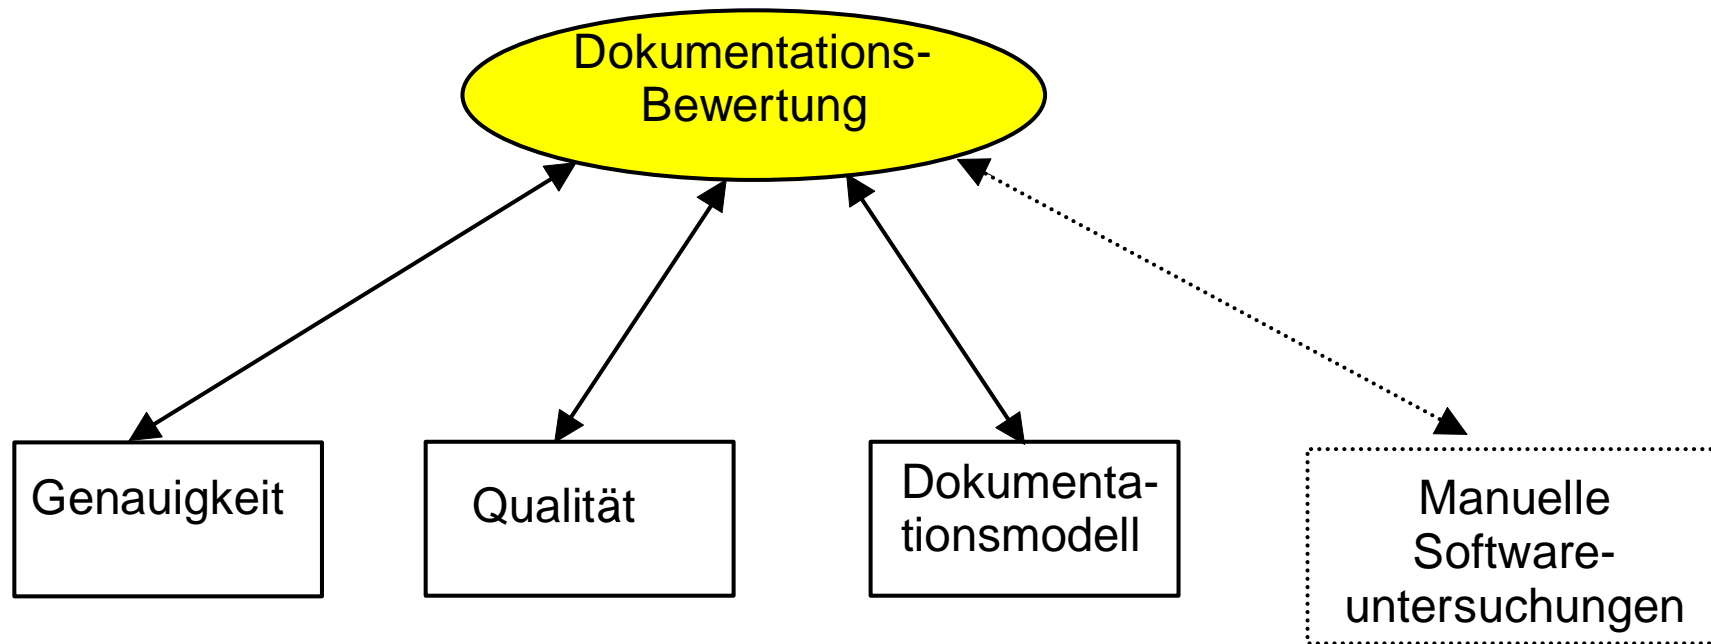 Dokumentations-
Bewertung
Genauigkeit
Qualität
Dokumenta-
tionsmodell
Manuelle
Software-
untersuchungen